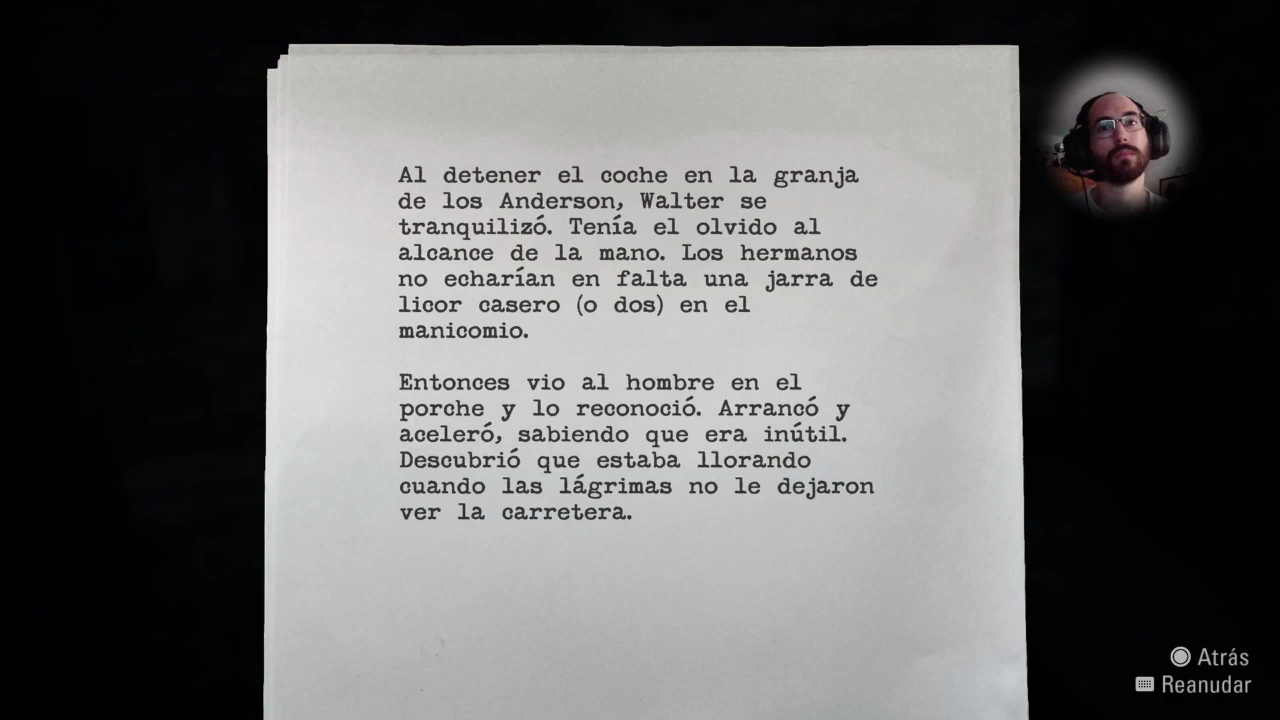 Al detener el coche en la granja
de los Anderson, Walter se
tranquilizó. Tenía el olvido al
alcance de la mano. Los hermanos
no echarían en falta una jarra de
licor casero (o dos) en el
manicomio.
Entonces vio al hombre en el
porche y lo reconoció. Arrancó y
aceleró, sabiendo que era inútil.
Descubrió que estaba llorando
cuando las lágrimas no le dejaron
ver la carretera.
Atrás
Reanudar